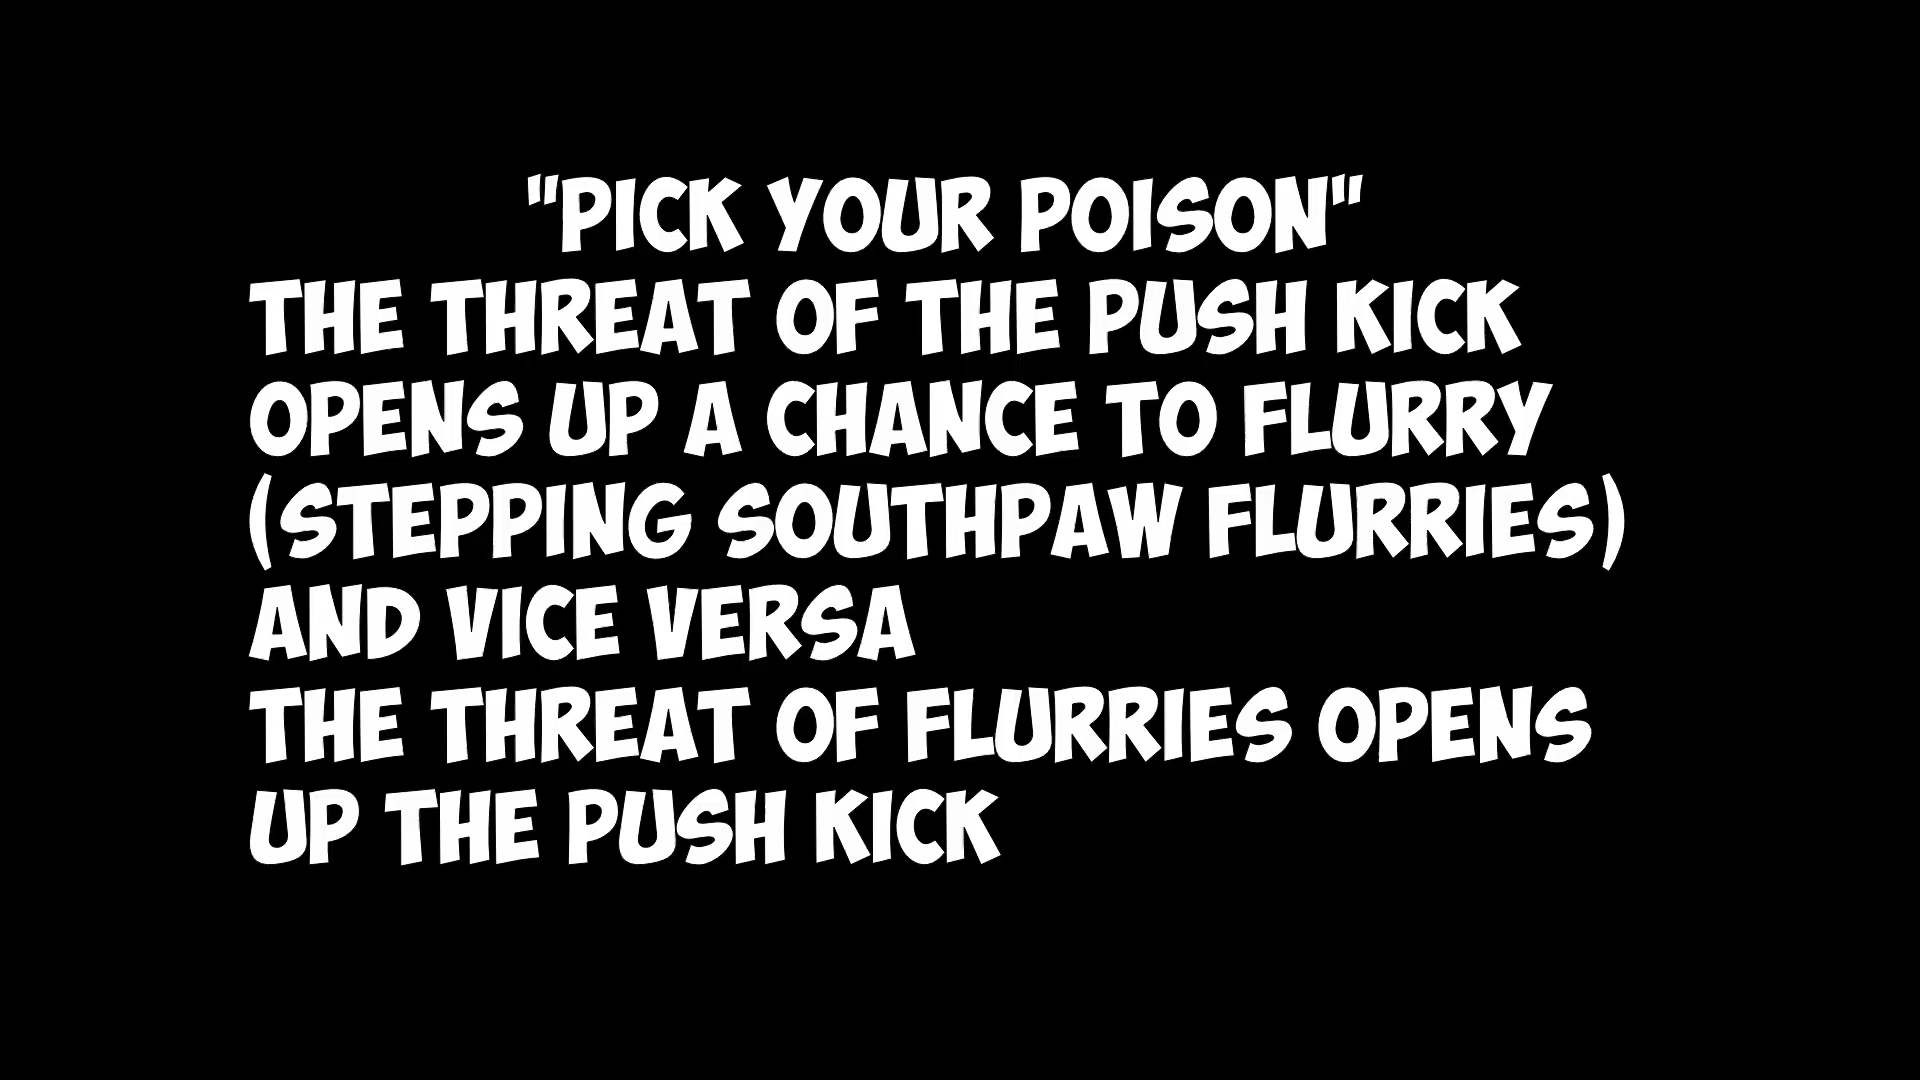 "PICK YOUR POISON"
THE THREAT OF THE PUSH KICK
OPENS UP A CHANCE TO FLURRY
(STEPPING SOUTHPAW FLURRIES)
AND VICE VERSA
THE THREAT OF FLURRIES OPENS
UP THE PUSH KICK